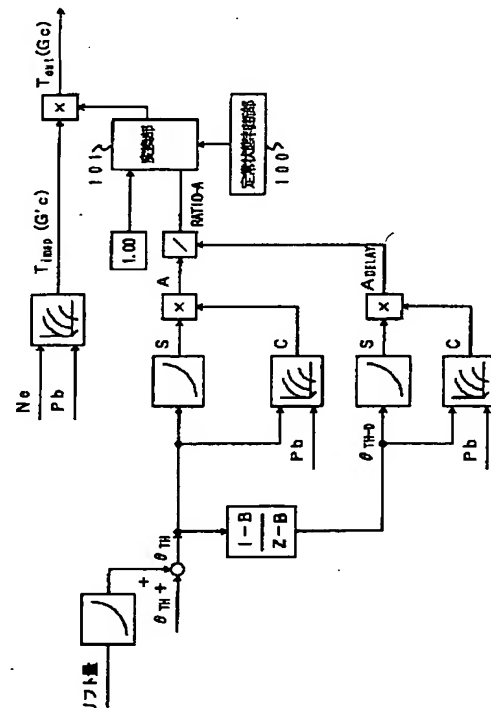 Ne
Pb
Timap(G'c)
×
Tout(Gc)
1.00
101
変換部
定常状態判断部
100
RATIO-A
/
A
×
S
C
Pb
リフト量
+
θTH+
θTH
1-B
Z-B
θTH-D
S
×
ADELAY
C
Pb